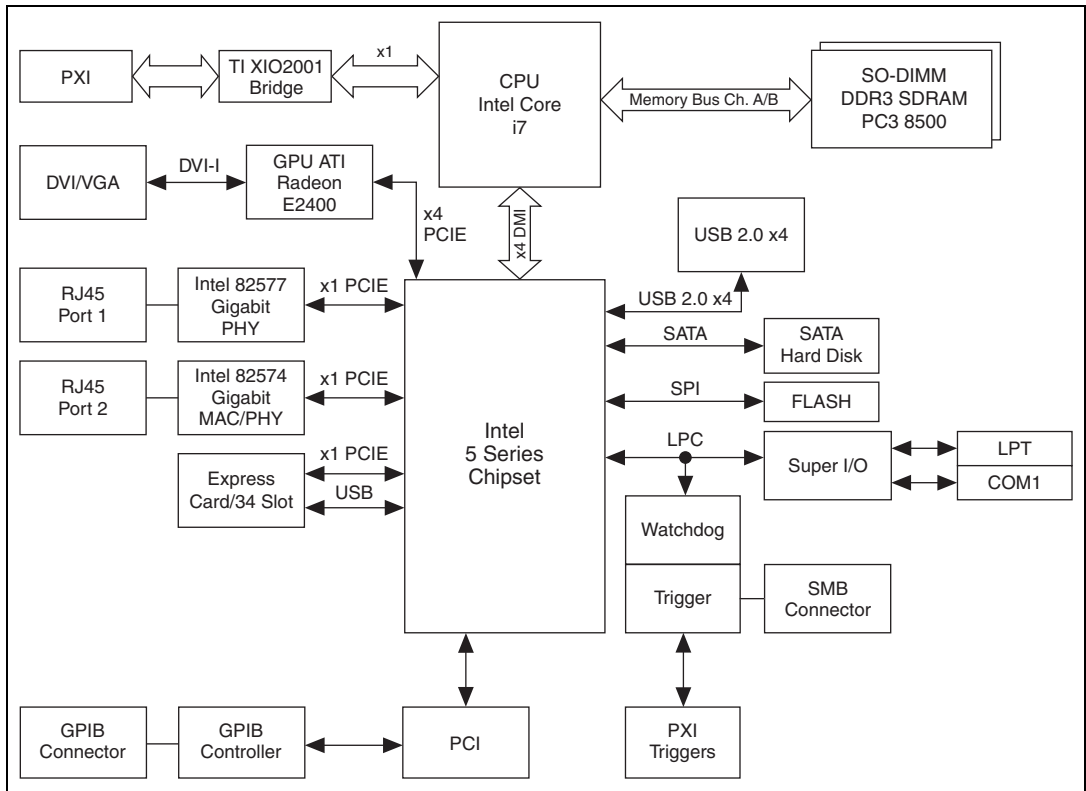 PXI
TI XIO2001
Bridge
x1
CPU
Intel Core
i7
Memory Bus Ch. A/B
SO-DIMM
DDR3 SDRAM
PC3 8500
DVI/VGA
DVI-I
GPU ATI
Radeon
E2400
x4
PCIE
x4 DMI
USB 2.0 x4
RJ45
Port 1
Intel 82577
Gigabit
PHY
x1 PCIE
USB 2.0 x4
SATA
SATA
Hard Disk
RJ45
Port 2
Intel 82574
Gigabit
MAC/PHY
x1 PCIE
SPI
FLASH
Intel
5 Series
Chipset
LPC
Super I/O
LPT
COM1
Express
Card/34 Slot
x1 PCIE
USB
Watchdog
Trigger
SMB
Connector
GPIB
Connector
GPIB
Controller
PCI
PXI
Triggers